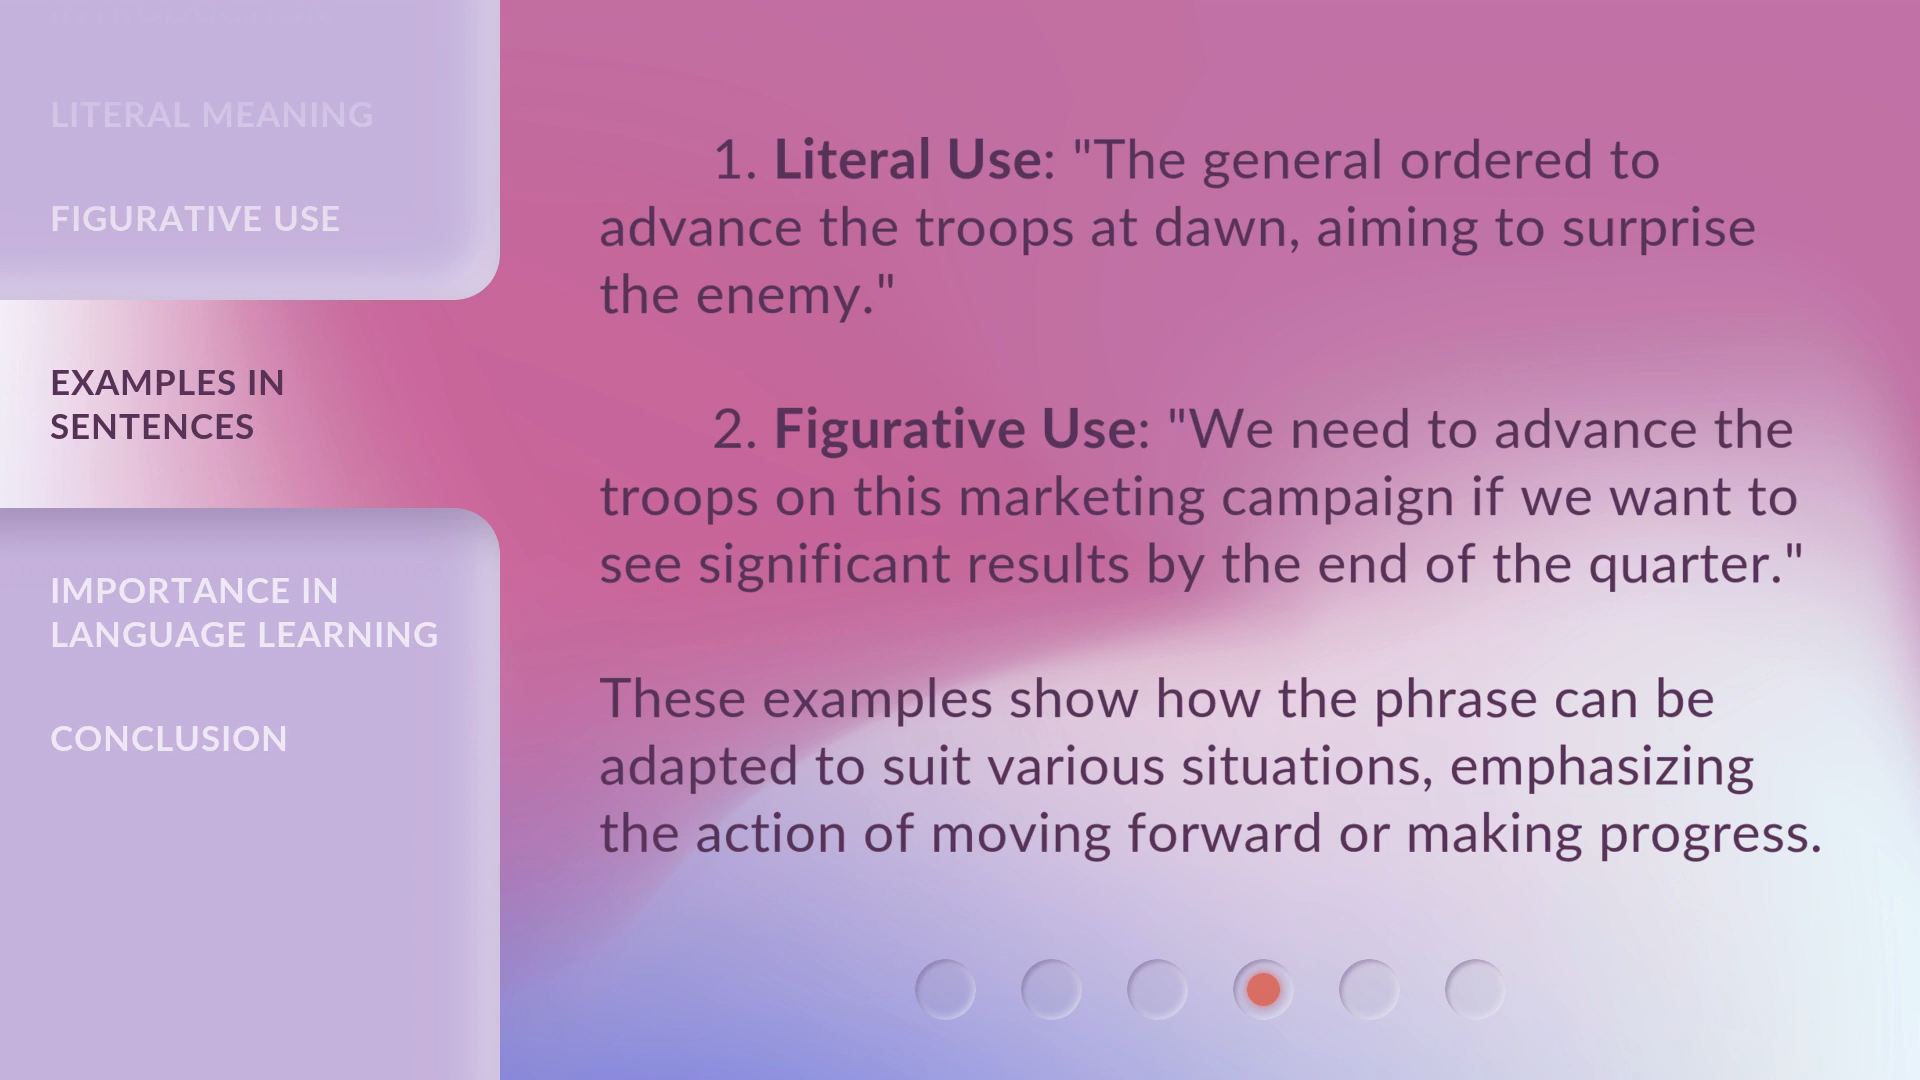 LITERAL MEANING
FIGURATIVE USE
EXAMPLES IN
SENTENCES
IMPORTANCE IN
LANGUAGE LEARNING
CONCLUSION
1. Literal Use: "The general ordered to
advance the troops at dawn, aiming to surprise
the enemy."
2. Figurative Use: "We need to advance the
troops on this marketing campaign if we want to
see significant results by the end of the quarter."
These examples show how the phrase can be
adapted to suit various situations, emphasizing
the action of moving forward or making progress.